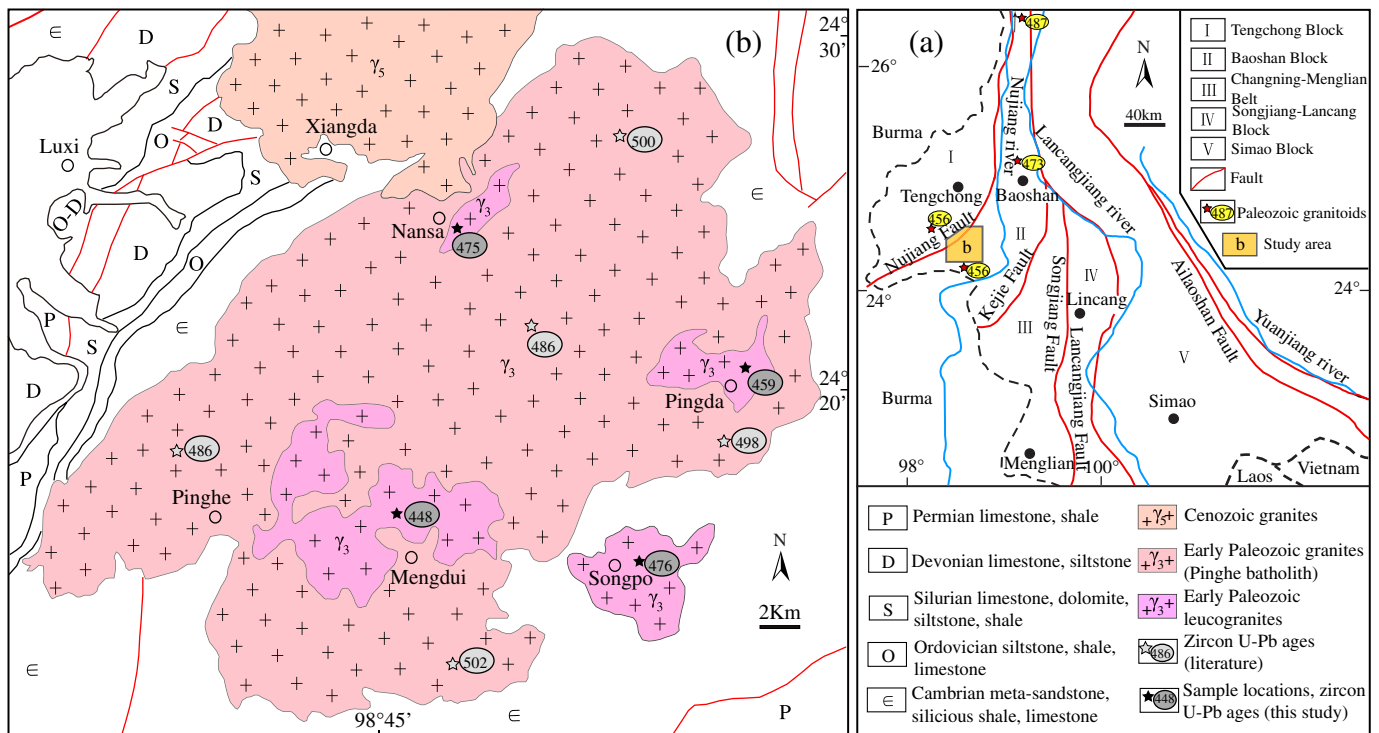 (b)
24°
30'
∈
D
γ5
S
D
O
Xiangda
Luxi
500
S
O-D
γ3
Nansa
475
∈
D
O
P
∈
S
486
γ3
γ3
459
D
Pingda
24°
20'
486
498
P
Pinghe
448
γ3
Mengdui
N
Songpo
476
γ3
2Km
502
∈
∈
98°45'
P
(a)
487
26°
N
40km
Burma
Nujiang river
Lancangjiang river
I
473
Tengchong
Baoshan
456
Nujiang Fault
b
II
456
Kejie Fault
Songjiang Fault
IV
24°
24°
Lincang
Ailaoshan Fault
III
Lancangjiang Fault
Yuanjiang river
V
Burma
Simao
98°
Menglian
100°
Laos
Vietnam
I Tengchong Block
II Baoshan Block
III Changning-Menglian
Belt
IV Songjiang-Lancang
Block
V Simao Block
Fault
487 Paleozoic granitoids
b Study area
P Permian limestone, shale
D Devonian limestone, siltstone
S Silurian limestone, dolomite,
siltstone, shale
O Ordovician siltstone, shale,
limestone
∈ Cambrian meta-sandstone,
silicious shale, limestone
+γ5+ Cenozoic granites
+γ3+ Early Paleozoic granites
(Pinghe batholith)
+γ3+ Early Paleozoic
leucogranites
486 Zircon U-Pb ages
(literature)
448 Sample locations, zircon
U-Pb ages (this study)